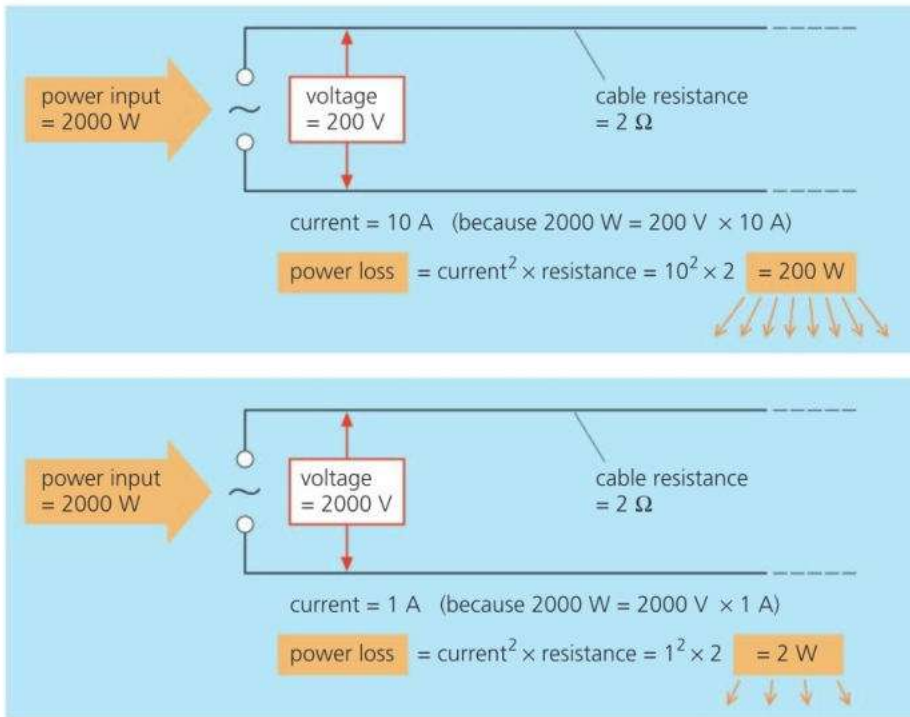 power input
= 2000 W
~
voltage
= 200 V
cable resistance
= 2 Ω
current = 10 A (because 2000 W = 200 V × 10 A)
power loss = current² × resistance = 10² × 2 = 200 W
power input
= 2000 W
~
voltage
= 2000 V
cable resistance
= 2 Ω
current = 1 A (because 2000 W = 2000 V × 1 A)
power loss = current² × resistance = 1² × 2 = 2 W